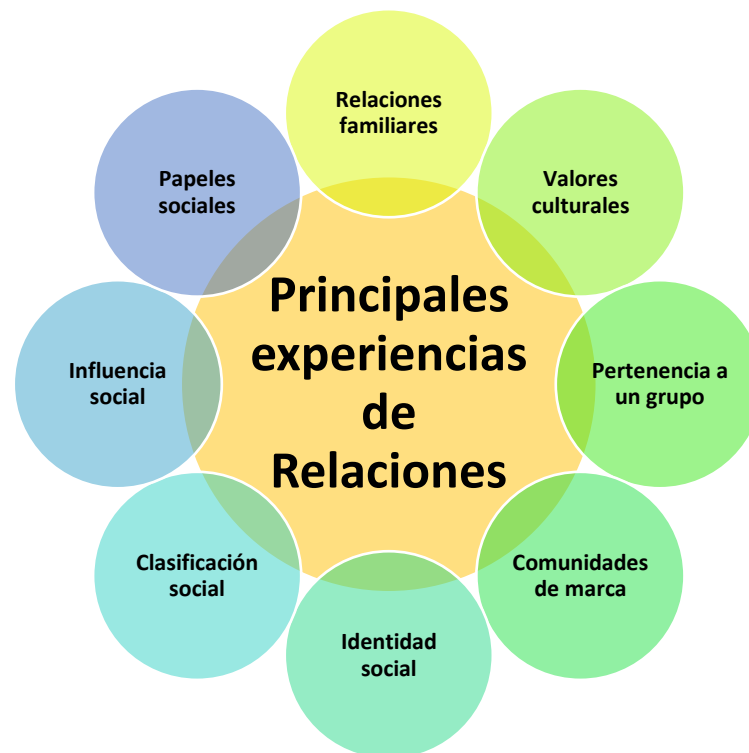 Principales
experiencias
de
Relaciones
Relaciones
familiares
Valores
culturales
Pertenencia a
un grupo
Comunidades
de marca
Identidad
social
Clasificación
social
Influencia
social
Papeles
sociales